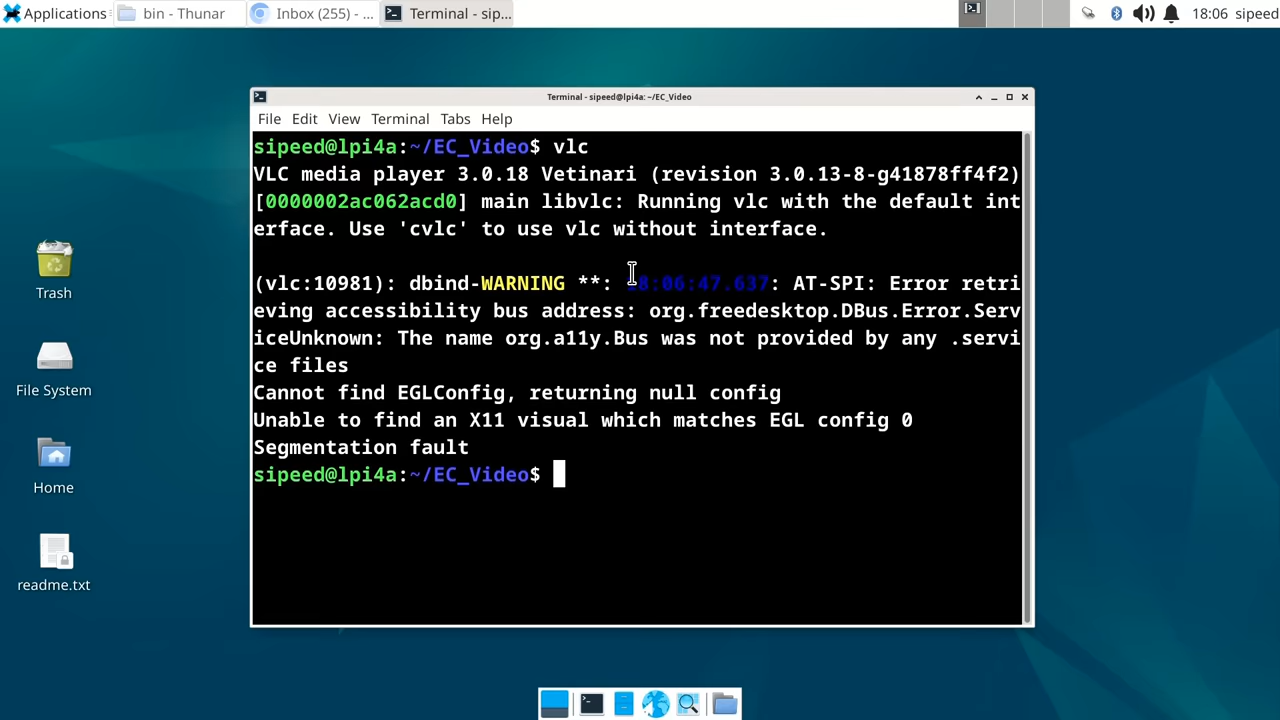 Applications
bin - Thunar
Inbox (255) - ...
Terminal - sip...
18:06 sipeed
Terminal - sipeed@lpi4a: ~/EC_Video
File Edit View Terminal Tabs Help
sipeed@lpi4a:~/EC_Video$ vlc
VLC media player 3.0.18 Vetinari (revision 3.0.13-8-g41878ff4f2)
[0000002ac062acd0] main libvlc: Running vlc with the default int
erface. Use 'cvlc' to use vlc without interface.
(vlc:10981): dbind-WARNING **: 18:06:47.637: AT-SPI: Error retri
eving accessibility bus address: org.freedesktop.DBus.Error.Serv
iceUnknown: The name org.a11y.Bus was not provided by any .servi
ce files
Cannot find EGLConfig, returning null config
Unable to find an X11 visual which matches EGL config 0
Segmentation fault
sipeed@lpi4a:~/EC_Video$
Trash
File System
Home
readme.txt